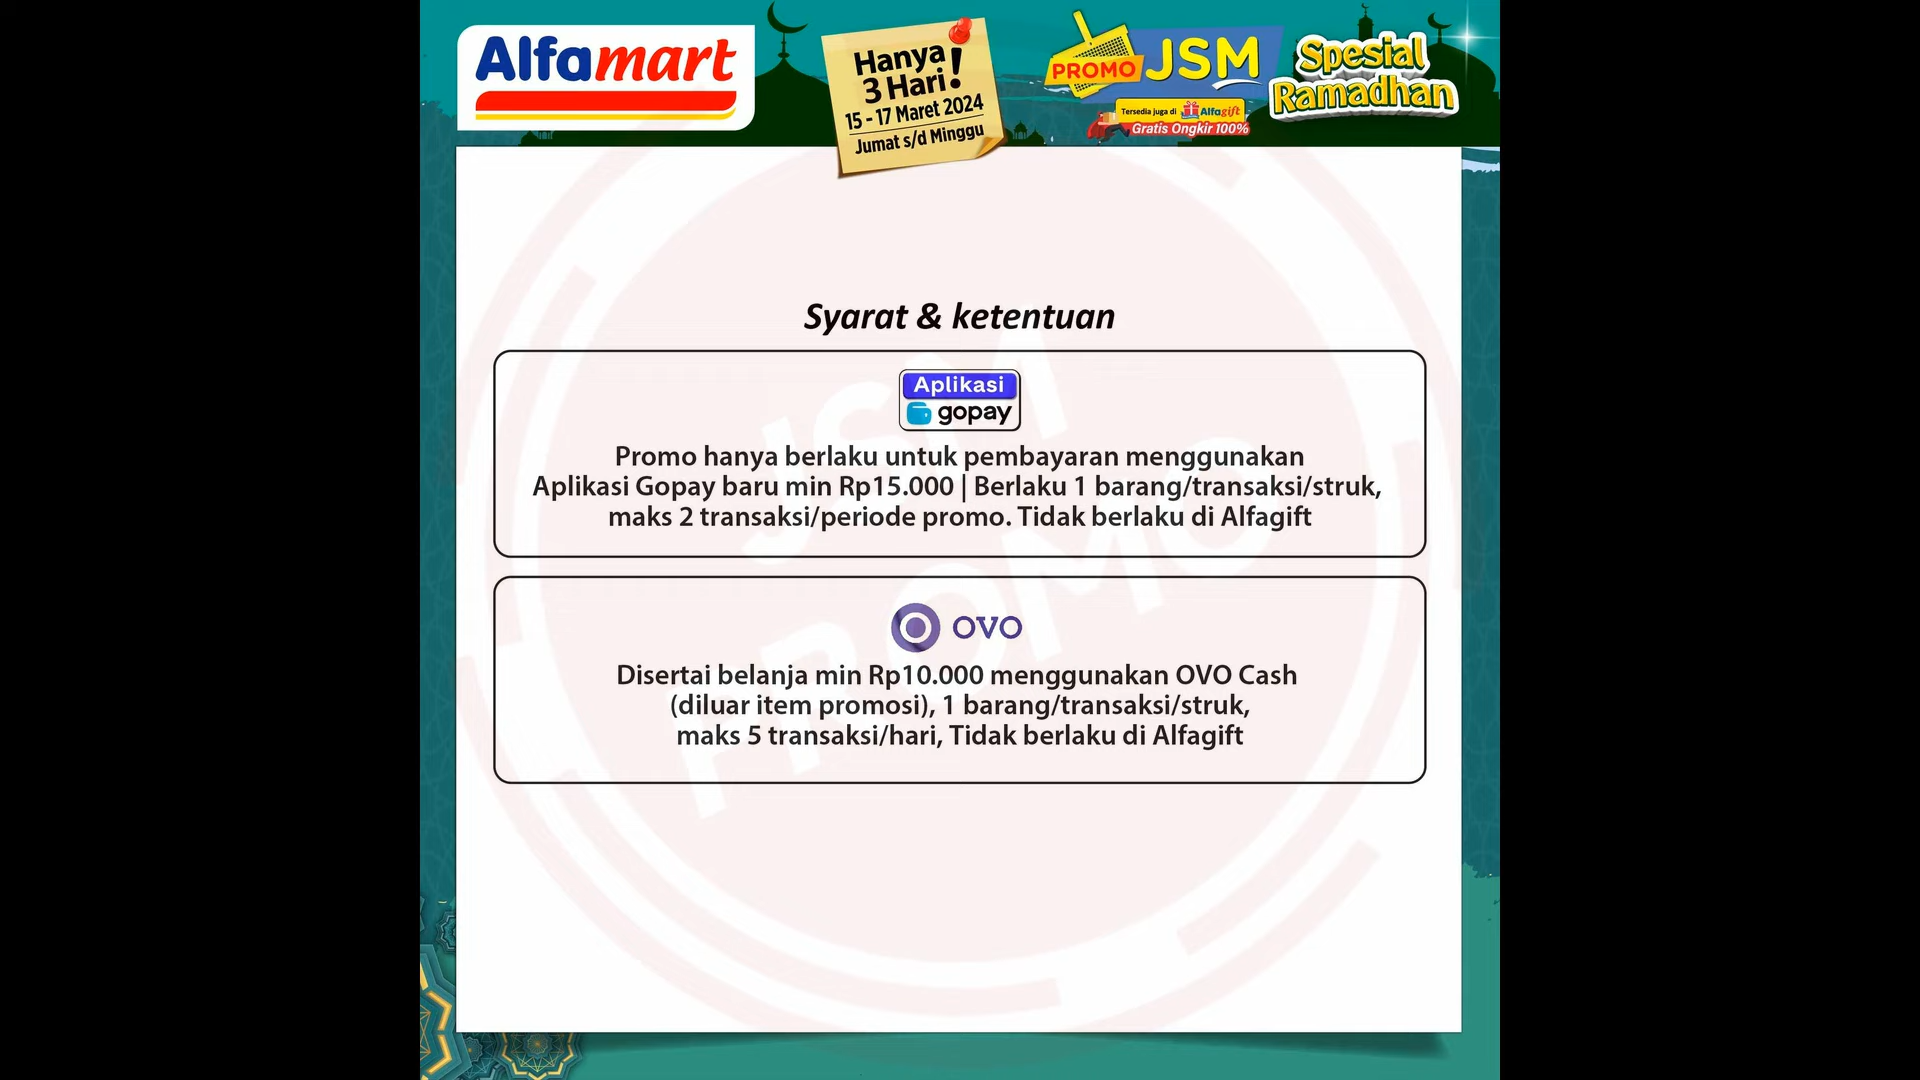 Alfamart
Hanya
3 Hari!
15 - 17 Maret 2024
Jumat s/d Minggu
PROMO JSM
Tersedia juga di Alfagift
Gratis Ongkir 100%
Spesial
Ramadhan
Syarat & ketentuan
Aplikasi
gopay
Promo hanya berlaku untuk pembayaran menggunakan
Aplikasi Gopay baru min Rp15.000 | Berlaku 1 barang/transaksi/struk,
maks 2 transaksi/periode promo. Tidak berlaku di Alfagift
OVO
Disertai belanja min Rp10.000 menggunakan OVO Cash
(diluar item promosi), 1 barang/transaksi/struk,
maks 5 transaksi/hari, Tidak berlaku di Alfagift
JSM
PROMO